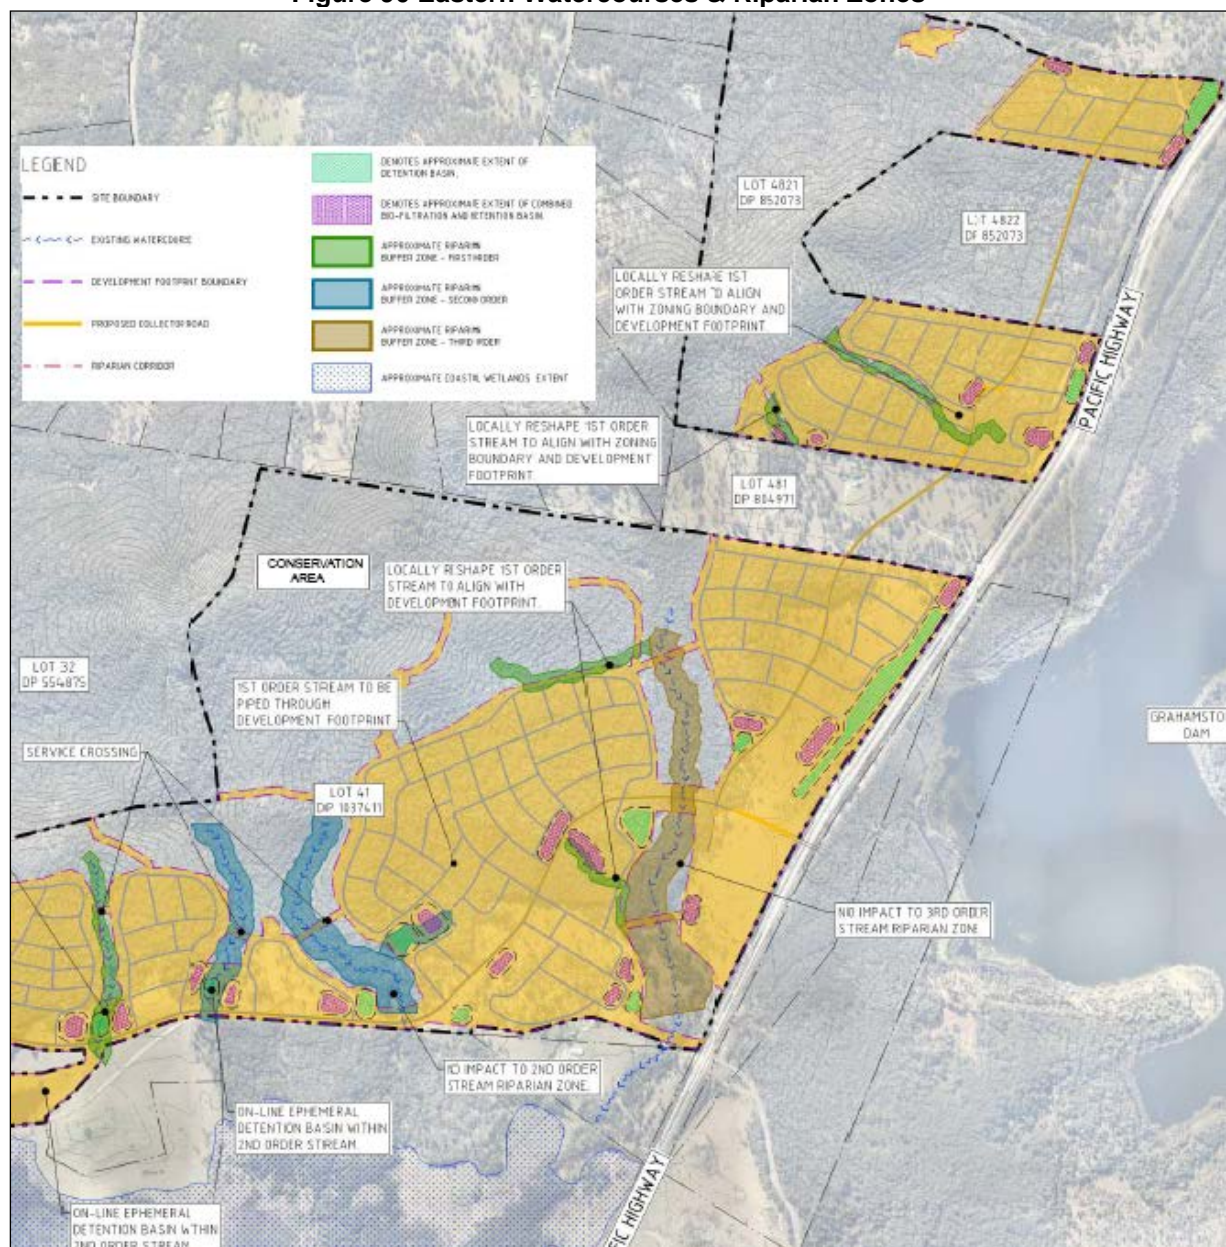 Eastern Watercourses & Riparian Zones
LEGEND
SITE BOUNDARY
EXISTING WATERCOURE
DEVELOPMENT FOOTPRINT BOUNDARY
PROPOSED COLLECTOR ROAD
RIPARIAN CORRIDOR
DENOTES APPROXIMATE EXTENT OF
DETENTION BASIN.
DENOTES APPROXIMATE EXTENT OF COMBINED
BIO-FILTRATION AND DETENTION BASIN.
APPROXIMATE RIPARIAN
BUFFER ZONE - FIRST ORDER
APPROXIMATE RIPARIAN
BUFFER ZONE - SECOND ORDER
APPROXIMATE RIPARIAN
BUFFER ZONE - THIRD ORDER
APPROXIMATE COASTAL WETLANDS EXTENT
LOT 4821
DP 852073
LOT 4822
DP 852073
LOCALLY RESHAPE 1ST
ORDER STREAM TO ALIGN
WITH ZONING BOUNDARY AND
DEVELOPMENT FOOTPRINT.
PACIFIC HIGHWAY
LOCALLY RESHAPE 1ST ORDER
STREAM TO ALIGN WITH ZONING
BOUNDARY AND DEVELOPMENT
FOOTPRINT.
LOT 481
DP 804971
CONSERVATION
AREA
LOCALLY RESHAPE 1ST ORDER
STREAM TO ALIGN WITH
DEVELOPMENT FOOTPRINT.
LOT 32
DP 554875
1ST ORDER STREAM TO BE
PIPED THROUGH
DEVELOPMENT FOOTPRINT
GRAHAMSTO
DAM
SERVICE CROSSING
LOT 41
DP 1037411
NO IMPACT TO 3RD ORDER
STREAM RIPARIAN ZONE
NO IMPACT TO 2ND ORDER
STREAM RIPARIAN ZONE.
ON-LINE EPHEMERAL
DETENTION BASIN WITHIN
2ND ORDER STREAM.
FIC HIGHWAY
ON-LINE EPHEMERAL
DETENTION BASIN WITHIN
2ND ORDER STREAM